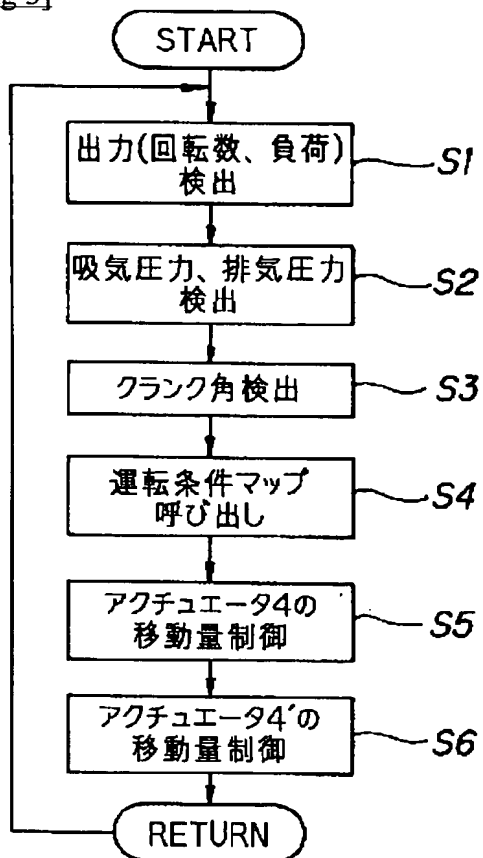 g 5]
START
出力(回転数、負荷)
検出
S1
吸気圧力、排気圧力
検出
S2
クランク角検出
S3
運転条件マップ
呼び出し
S4
アクチュエータ4の
移動量制御
S5
アクチュエータ4'の
移動量制御
S6
RETURN